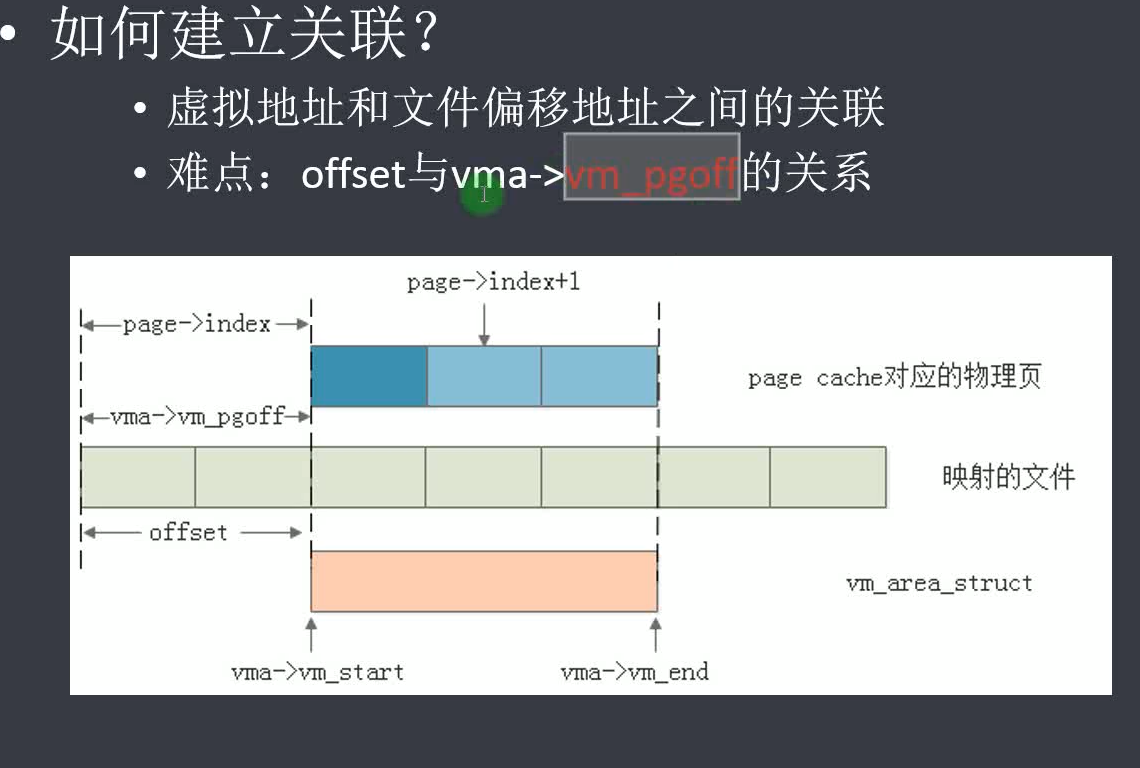 • 如何建立关联？
• 虚拟地址和文件偏移地址之间的关联
• 难点：offset与vma->vm_pgoff的关系
page->index+1
page->index
page cache对应的物理页
vma->vm_pgoff
映射的文件
offset
vm_area_struct
vma->vm_start
vma->vm_end